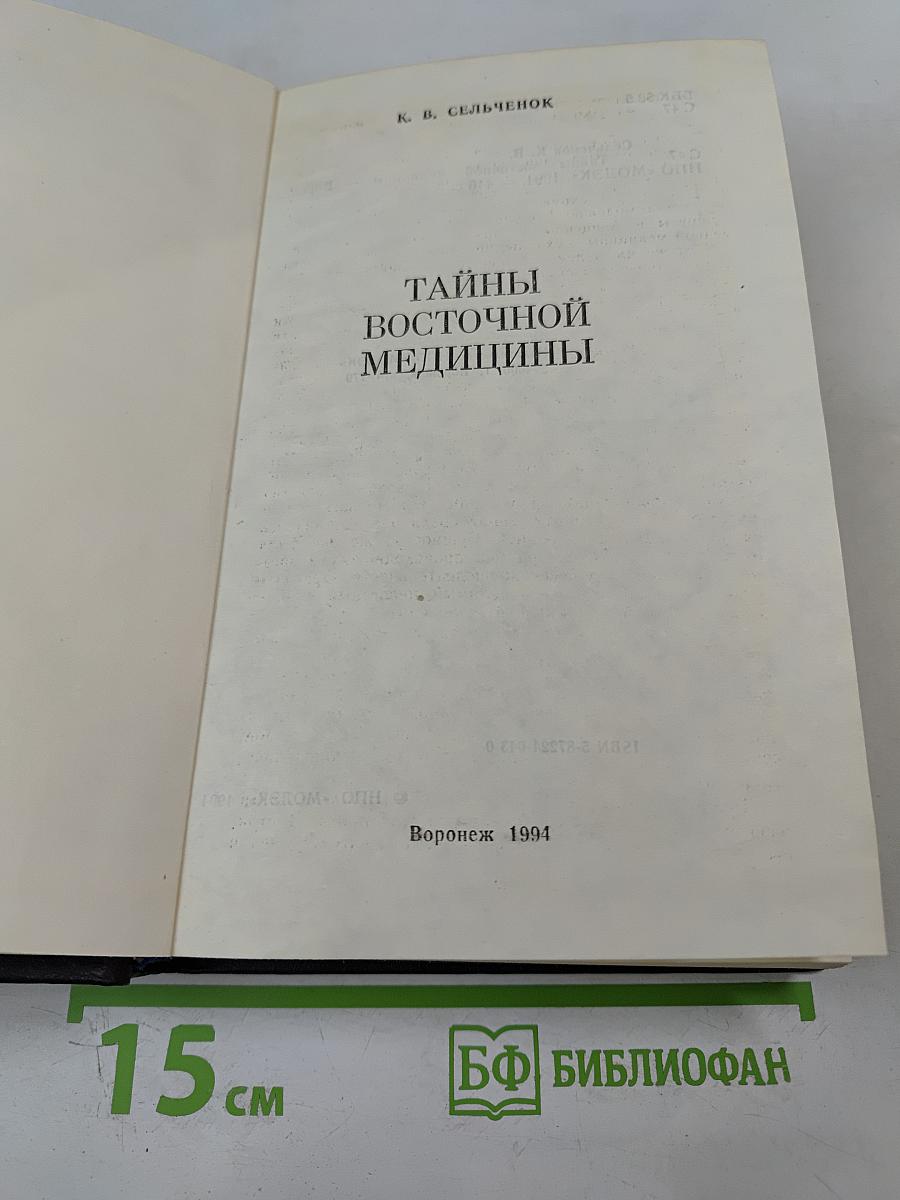 К. В. СЕЛЬЧЕНОК
ТАЙНЫ
ВОСТОЧНОЙ
МЕДИЦИНЫ
Воронеж 1994
15 см
БФ БИБЛИОФАН